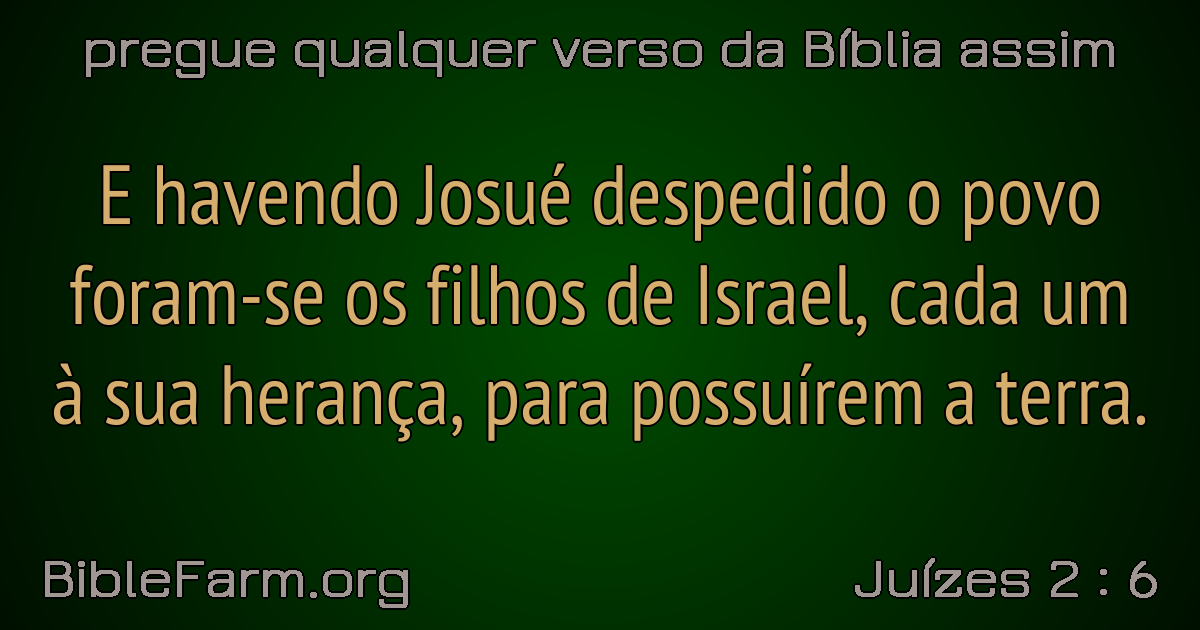 pregue qualquer verso da Bíblia assim
E havendo Josué despedido o povo
foram-se os filhos de Israel, cada um
à sua herança, para possuírem a terra.
BibleFarm.org
Juízes 2 : 6